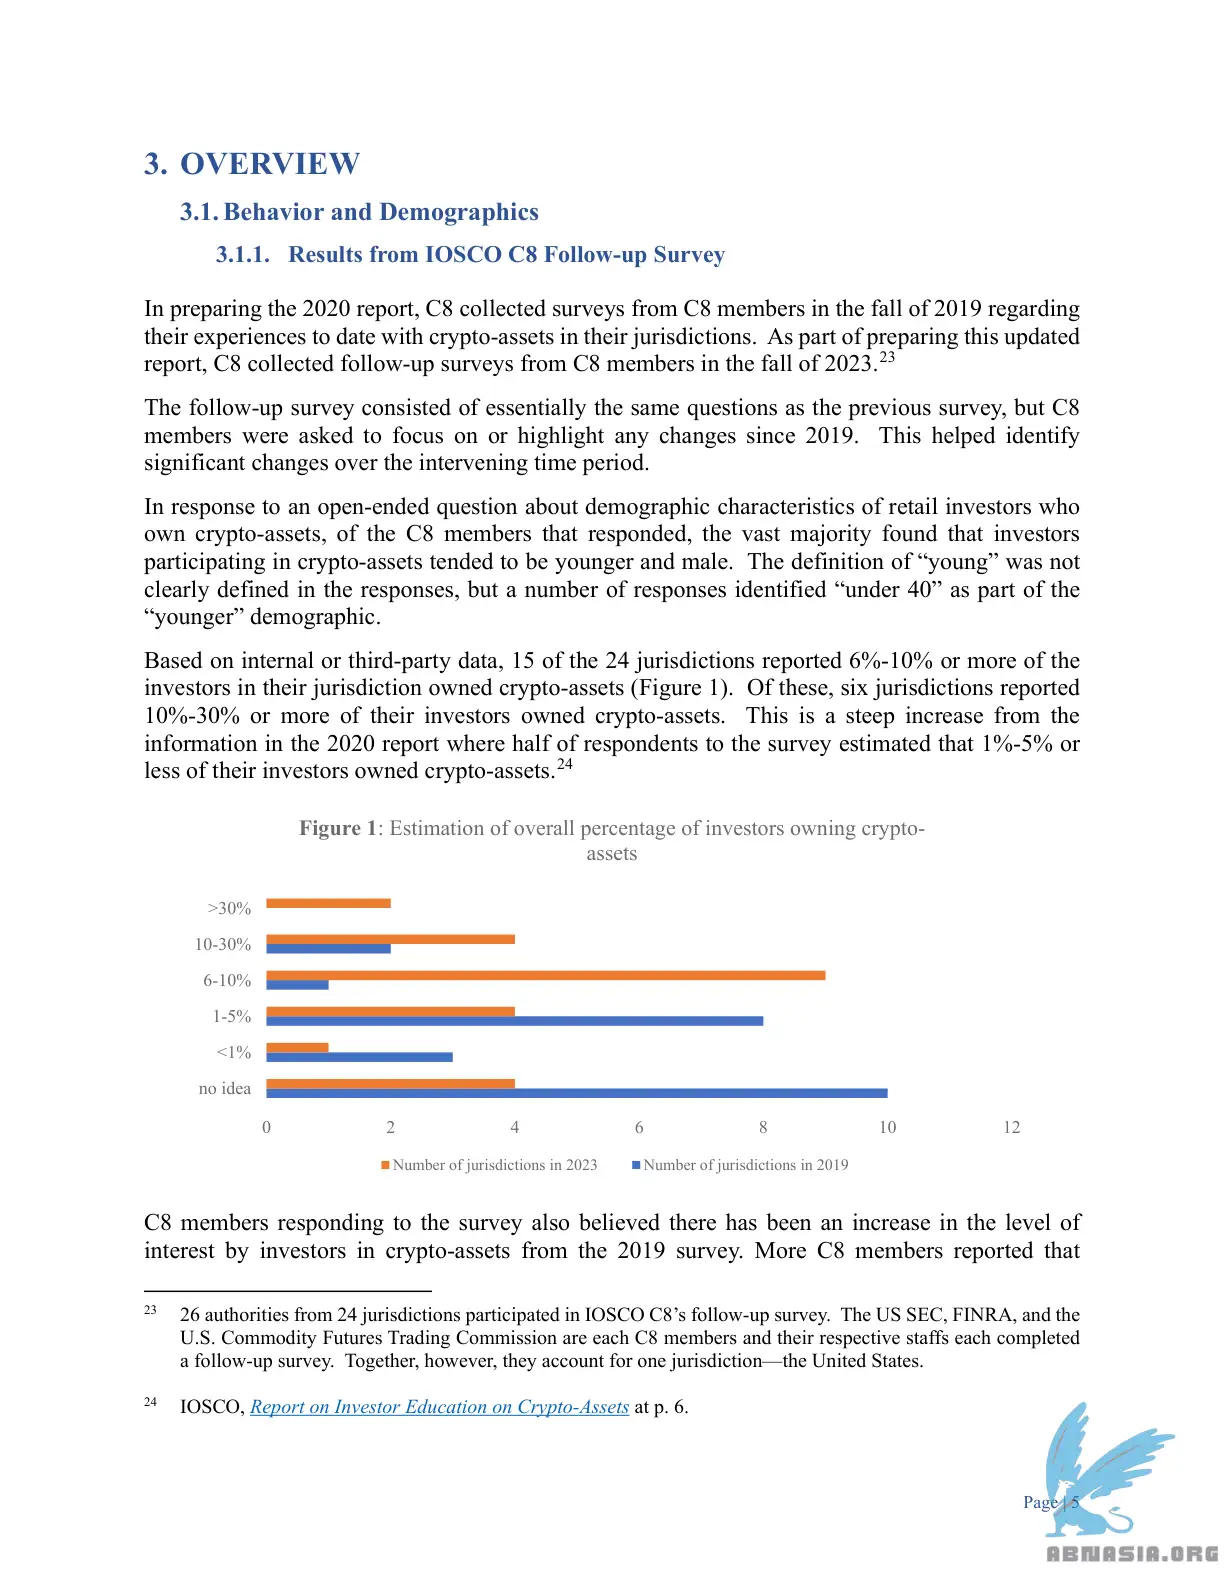 3. OVERVIEW
3.1. Behavior and Demographics
3.1.1. Results from IOSCO C8 Follow-up Survey
In preparing the 2020 report, C8 collected surveys from C8 members in the fall of 2019 regarding
their experiences to date with crypto-assets in their jurisdictions. As part of preparing this updated
report, C8 collected follow-up surveys from C8 members in the fall of 2023.23
The follow-up survey consisted of essentially the same questions as the previous survey, but C8
members were asked to focus on or highlight any changes since 2019. This helped identify
significant changes over the intervening time period.
In response to an open-ended question about demographic characteristics of retail investors who
own crypto-assets, of the C8 members that responded, the vast majority found that investors
participating in crypto-assets tended to be younger and male. The definition of “young” was not
clearly defined in the responses, but a number of responses identified “under 40” as part of the
“younger” demographic.
Based on internal or third-party data, 15 of the 24 jurisdictions reported 6%-10% or more of the
investors in their jurisdiction owned crypto-assets (Figure 1). Of these, six jurisdictions reported
10%-30% or more of their investors owned crypto-assets. This is a steep increase from the
information in the 2020 report where half of respondents to the survey estimated that 1%-5% or
less of their investors owned crypto-assets.24
Figure 1: Estimation of overall percentage of investors owning crypto-
assets
>30%
10-30%
6-10%
1-5%
<1%
no idea
0 2 4 6 8 10 12
Number of jurisdictions in 2023 Number of jurisdictions in 2019
C8 members responding to the survey also believed there has been an increase in the level of
interest by investors in crypto-assets from the 2019 survey. More C8 members reported that
23 26 authorities from 24 jurisdictions participated in IOSCO C8’s follow-up survey. The US SEC, FINRA, and the
U.S. Commodity Futures Trading Commission are each C8 members and their respective staffs each completed
a follow-up survey. Together, however, they account for one jurisdiction—the United States.
24 IOSCO, Report on Investor Education on Crypto-Assets at p. 6.
Page | 5
ABNASIA.ORG